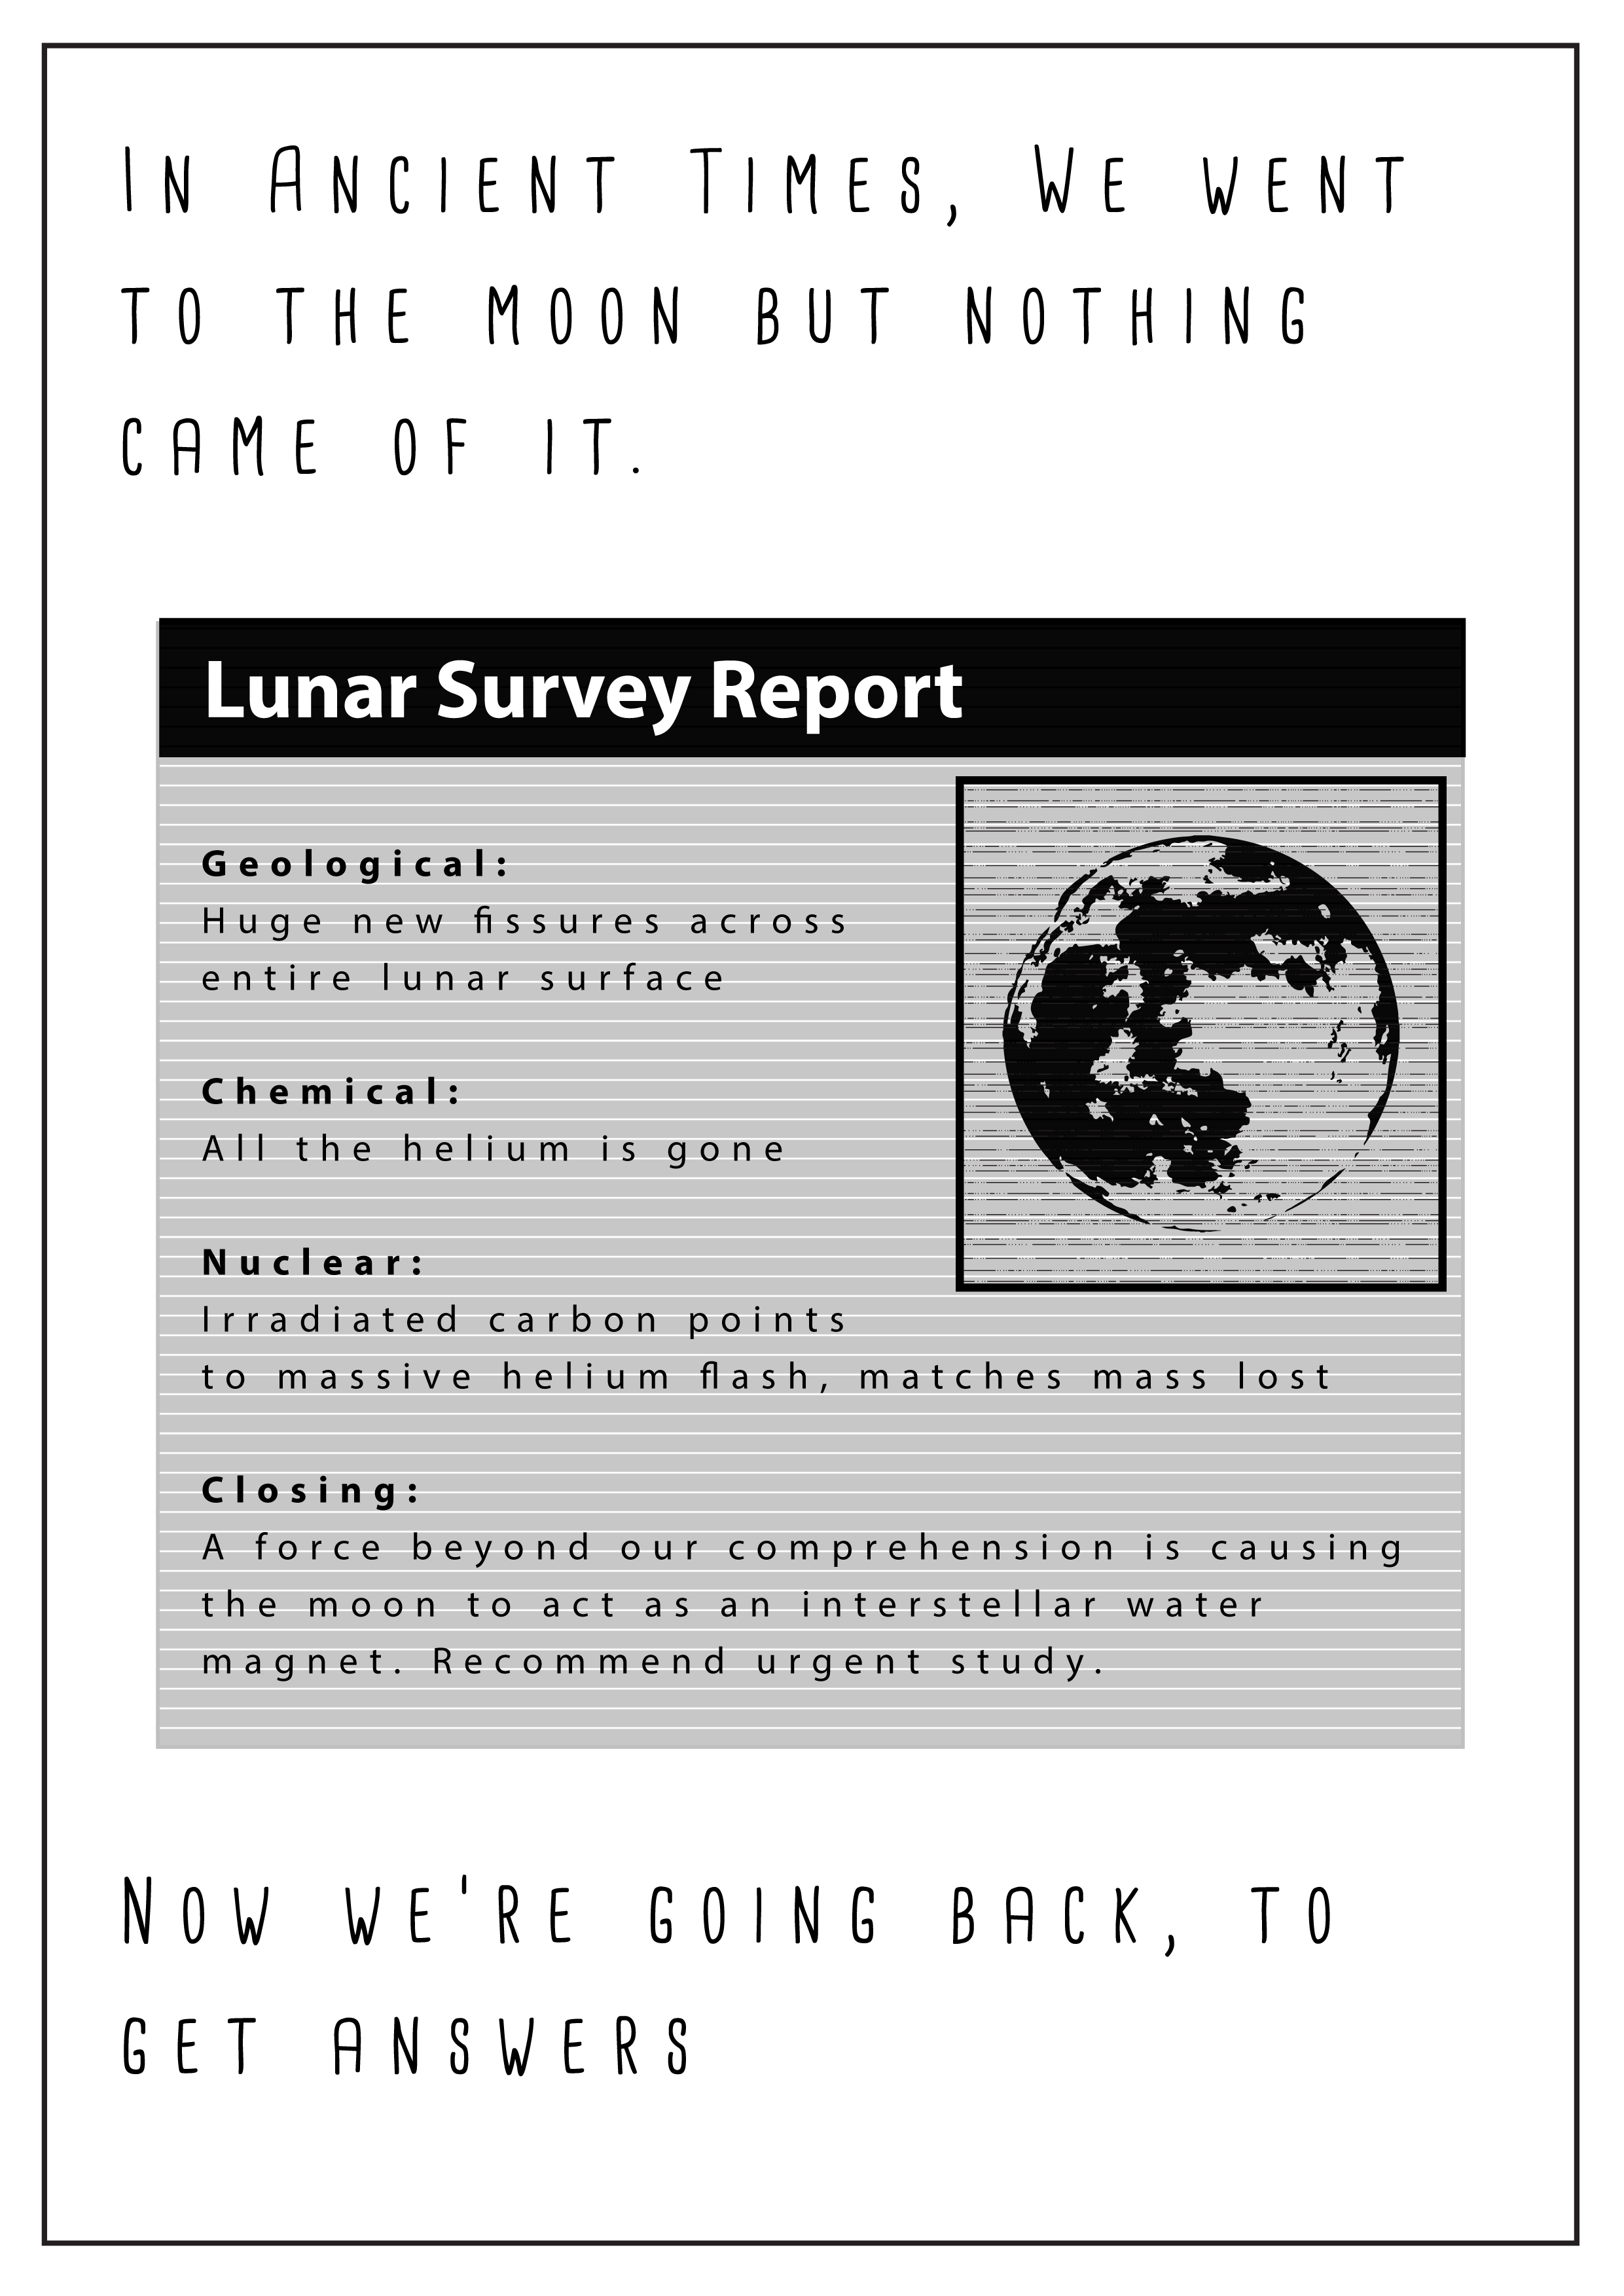 In Ancient Times, We went
to the moon but nothing
came of it.
Lunar Survey Report
Geological:
Huge new fissures across
entire lunar surface
Chemical:
All the helium is gone
Nuclear:
Irradiated carbon points
to massive helium flash, matches mass lost
Closing:
A force beyond our comprehension is causing
the moon to act as an interstellar water
magnet. Recommend urgent study.
Now we're going back, to
get answers